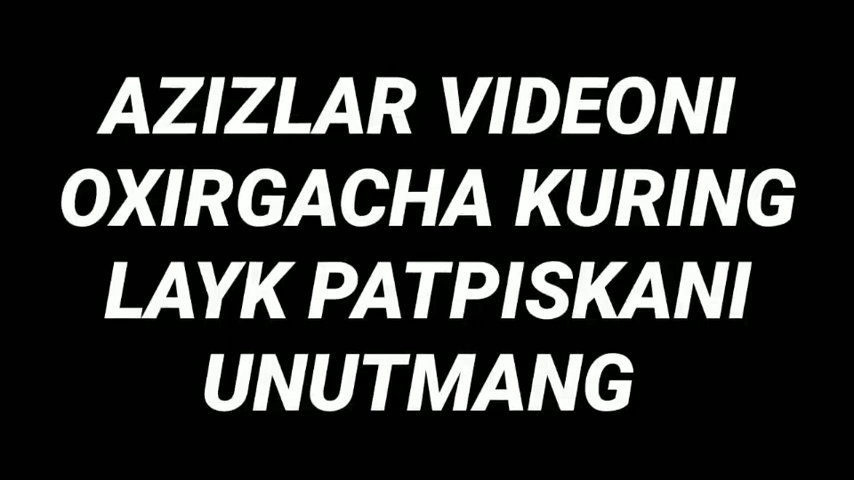 AZIZLAR VIDEONI
OXIRGACHA KURING
LAYK PATPISKANI
UNUTMANG